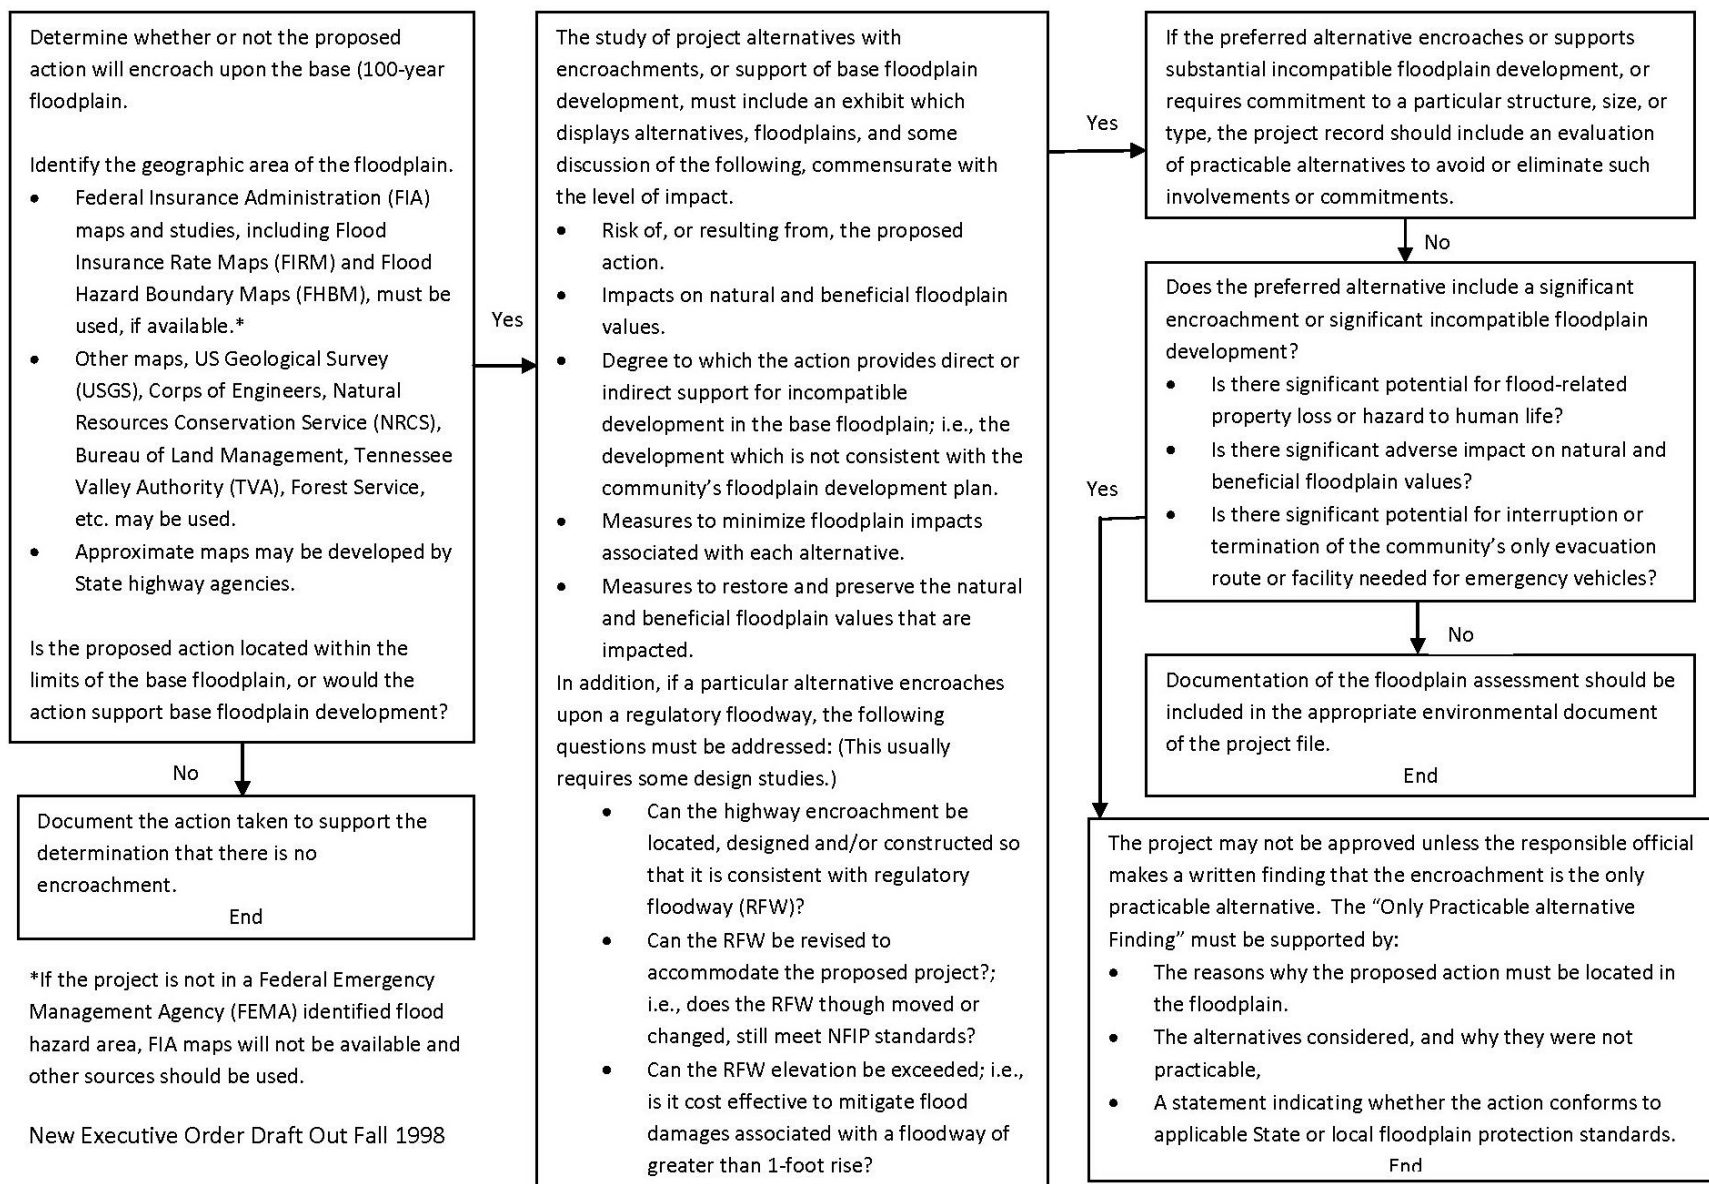 Determine whether or not the proposed
action will encroach upon the base (100-year
floodplain.
Identify the geographic area of the floodplain.
• Federal Insurance Administration (FIA)
maps and studies, including Flood
Insurance Rate Maps (FIRM) and Flood
Hazard Boundary Maps (FHBM), must be
used, if available.*
• Other maps, US Geological Survey
(USGS), Corps of Engineers, Natural
Resources Conservation Service (NRCS),
Bureau of Land Management, Tennessee
Valley Authority (TVA), Forest Service,
etc. may be used.
• Approximate maps may be developed by
State highway agencies.
Is the proposed action located within the
limits of the base floodplain, or would the
action support base floodplain development?
No
Document the action taken to support the
determination that there is no
encroachment.
End
*If the project is not in a Federal Emergency
Management Agency (FEMA) identified flood
hazard area, FIA maps will not be available and
other sources should be used.
New Executive Order Draft Out Fall 1998
Yes
The study of project alternatives with
encroachments, or support of base floodplain
development, must include an exhibit which
displays alternatives, floodplains, and some
discussion of the following, commensurate with
the level of impact.
• Risk of, or resulting from, the proposed
action.
• Impacts on natural and beneficial floodplain
values.
• Degree to which the action provides direct or
indirect support for incompatible
development in the base floodplain; i.e., the
development which is not consistent with the
community's floodplain development plan.
• Measures to minimize floodplain impacts
associated with each alternative.
• Measures to restore and preserve the natural
and beneficial floodplain values that are
impacted.
In addition, if a particular alternative encroaches
upon a regulatory floodway, the following
questions must be addressed: (This usually
requires some design studies.)
• Can the highway encroachment be
located, designed and/or constructed so
that it is consistent with regulatory
floodway (RFW)?
• Can the RFW be revised to
accommodate the proposed project?;
i.e., does the RFW though moved or
changed, still meet NFIP standards?
• Can the RFW elevation be exceeded; i.e.,
is it cost effective to mitigate flood
damages associated with a floodway of
greater than 1-foot rise?
Yes
If the preferred alternative encroaches or supports
substantial incompatible floodplain development, or
requires commitment to a particular structure, size, or
type, the project record should include an evaluation
of practicable alternatives to avoid or eliminate such
involvements or commitments.
No
Does the preferred alternative include a significant
encroachment or significant incompatible floodplain
development?
• Is there significant potential for flood-related
property loss or hazard to human life?
• Is there significant adverse impact on natural and
beneficial floodplain values?
• Is there significant potential for interruption or
termination of the community's only evacuation
route or facility needed for emergency vehicles?
Yes
No
Documentation of the floodplain assessment should be
included in the appropriate environmental document
of the project file.
End
The project may not be approved unless the responsible official
makes a written finding that the encroachment is the only
practicable alternative. The “Only Practicable alternative
Finding” must be supported by:
• The reasons why the proposed action must be located in
the floodplain.
• The alternatives considered, and why they were not
practicable,
• A statement indicating whether the action conforms to
applicable State or local floodplain protection standards.
End